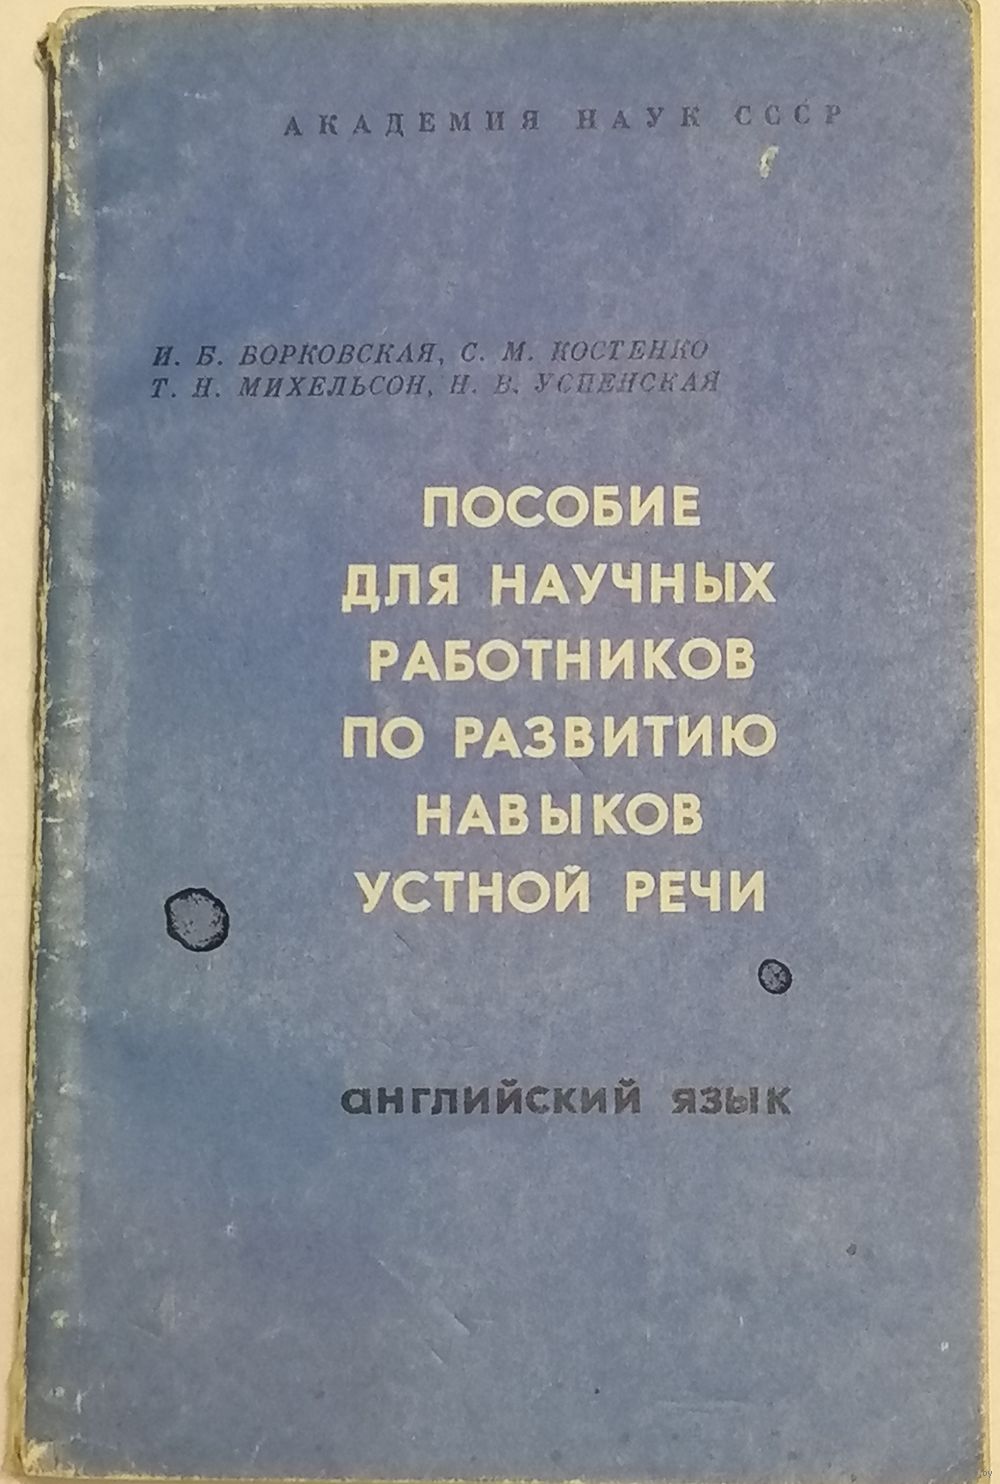 АКАДЕМИЯ НАУК СССР
И. Б. ВОРКОВСКАЯ, С. М. КОСТЕНКО
Т. Н. МИХЕЛЬСОН, Н. В. УСПЕНСКАЯ
ПОСОБИЕ
ДЛЯ НАУЧНЫХ
РАБОТНИКОВ
ПО РАЗВИТИЮ
НАВЫКОВ
УСТНОЙ РЕЧИ
английский язык